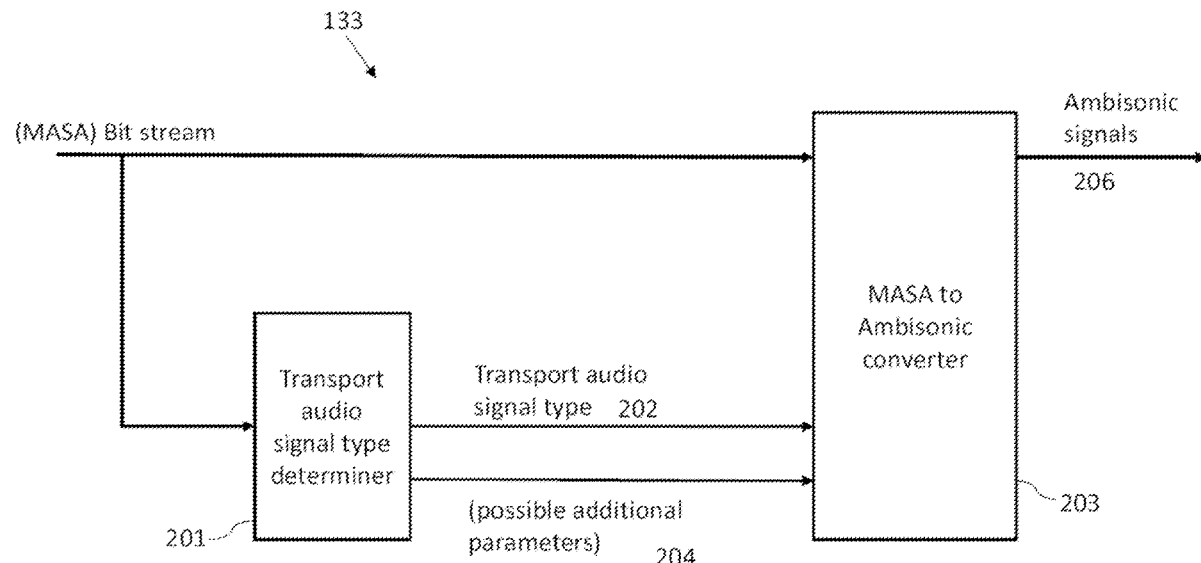 133
(MASA) Bit stream
Ambisonic
signals
206
MASA to
Ambisonic
converter
Transport
audio
signal type
determiner
Transport audio
signal type 202
(possible additional
parameters)
204
201
203